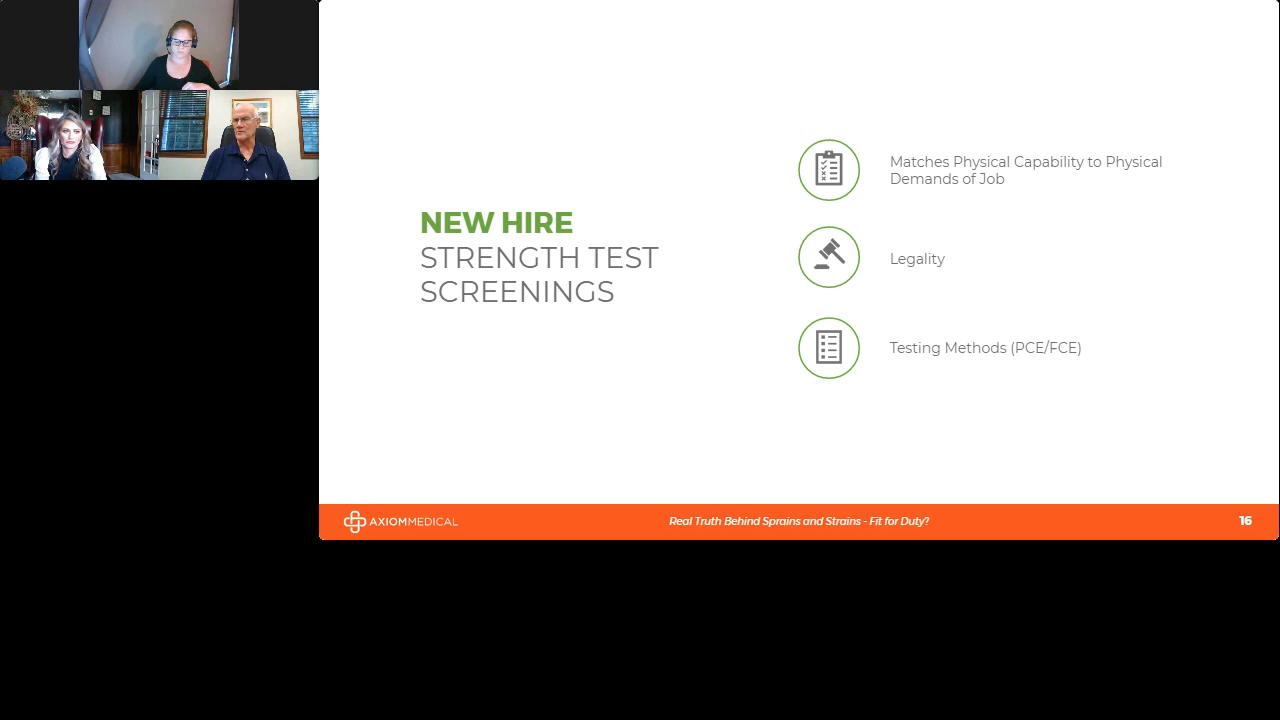 NEW HIRE
STRENGTH TEST
SCREENINGS
Matches Physical Capability to Physical
Demands of Job
Legality
Testing Methods (PCE/FCE)
AXIOMMEDICAL
Real Truth Behind Sprains and Strains - Fit for Duty?
16